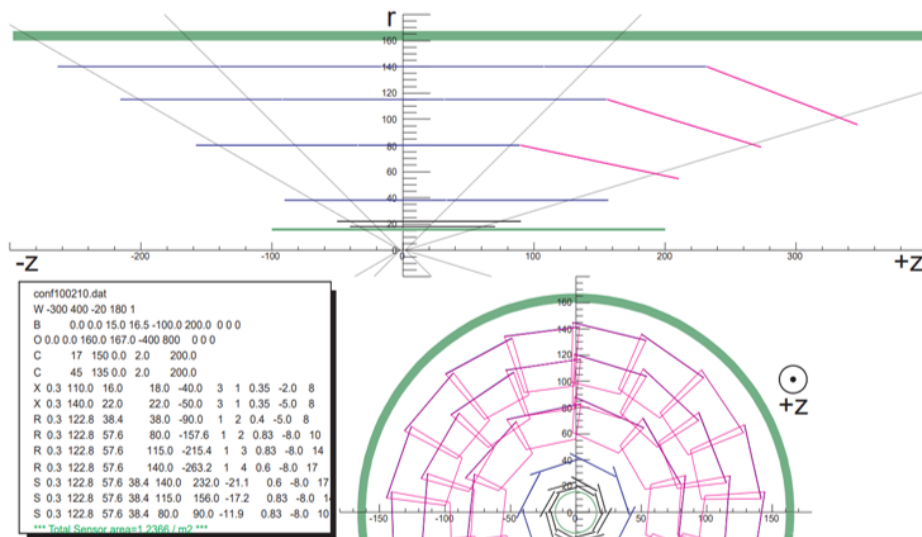 r
160
140
120
100
80
60
40
20
0
-200
-100
0
100
200
300
-Z
+Z
conf100210.dat
W -300 400 -20 180 1
B 0.0 0.0 15.0 16.5 -100.0 200.0 0 0 0
O 0.0 0.0 160.0 167.0 -400 800 0 0 0
C 17 150 0.0 2.0 200.0
C 45 135 0.0 2.0 200.0
X 0.3 110.0 16.0 18.0 -40.0 3 1 0.35 -2.0 8
X 0.3 140.0 22.0 22.0 -50.0 3 1 0.35 -5.0 8
R 0.3 122.8 38.4 38.0 -90.0 1 2 0.4 -5.0 8
R 0.3 122.8 57.6 80.0 -157.6 1 2 0.83 -8.0 10
R 0.3 122.8 57.6 115.0 -215.4 1 3 0.83 -8.0 14
R 0.3 122.8 57.6 140.0 -263.2 1 4 0.6 -8.0 17
S 0.3 122.8 57.6 38.4 140.0 232.0 -21.1 0.6 -8.0 17
S 0.3 122.8 57.6 38.4 115.0 156.0 -17.2 0.83 -8.0
S 0.3 122.8 57.6 38.4 80.0 90.0 -11.9 0.83 -8.0 10
*** Total Sensor area=1.2366 / m2 ***
160
140
120
100
80
60
40
20
0
-150
-100
-50
50
100
150
+Z